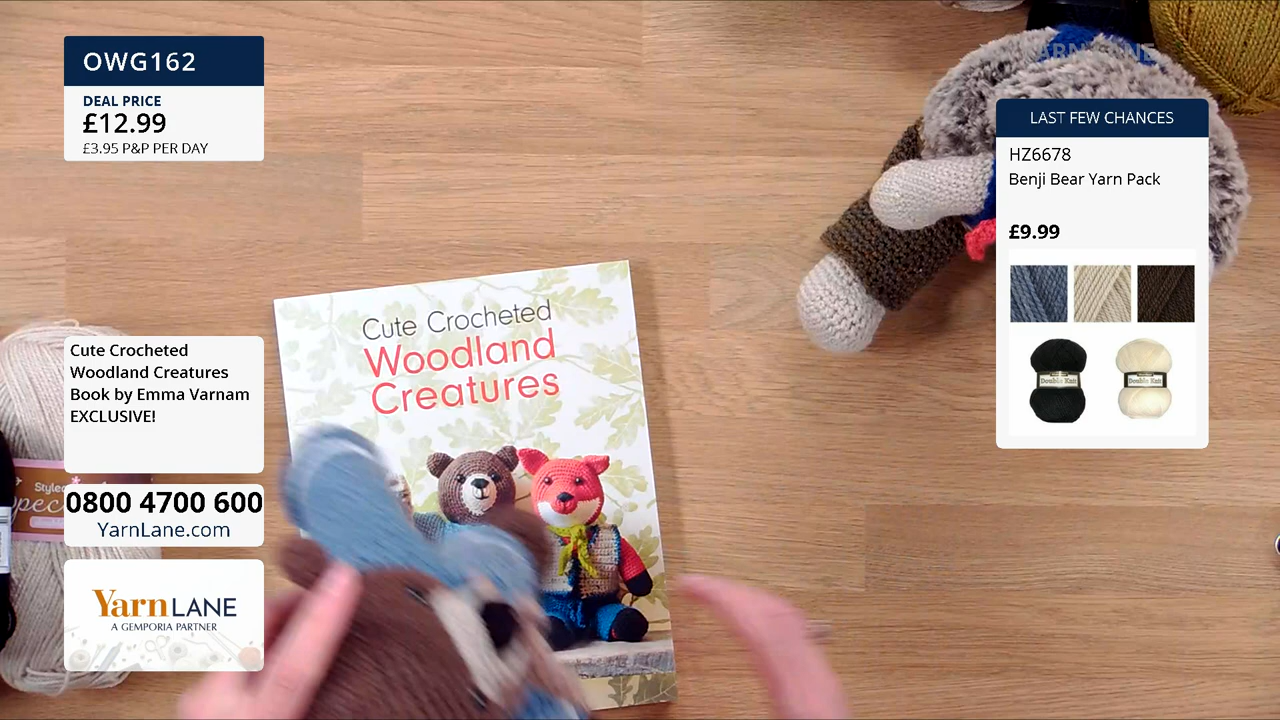 OWG162
DEAL PRICE
£12.99
£3.95 P&P PER DAY
YARN LANE
LAST FEW CHANCES
HZ6678
Benji Bear Yarn Pack
£9.99
Double Knit
Double Knit
Cute Crocheted
Woodland
Creatures
Cute Crocheted
Woodland Creatures
Book by Emma Varnam
EXCLUSIVE!
0800 4700 600
YarnLane.com
YarnLANE
A GEMPORIA PARTNER